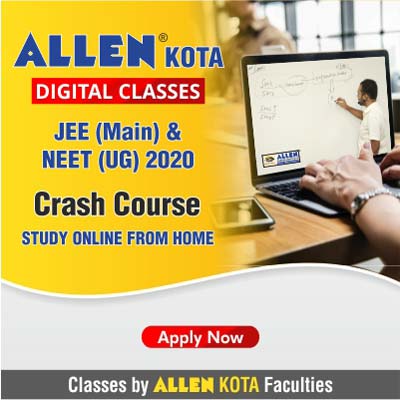 ALLEN® KOTA
DIGITAL CLASSES
JEE (Main) &
NEET (UG) 2020
Crash Course
STUDY ONLINE FROM HOME
ALLEN
Apply Now
Classes by ALLEN KOTA Faculties